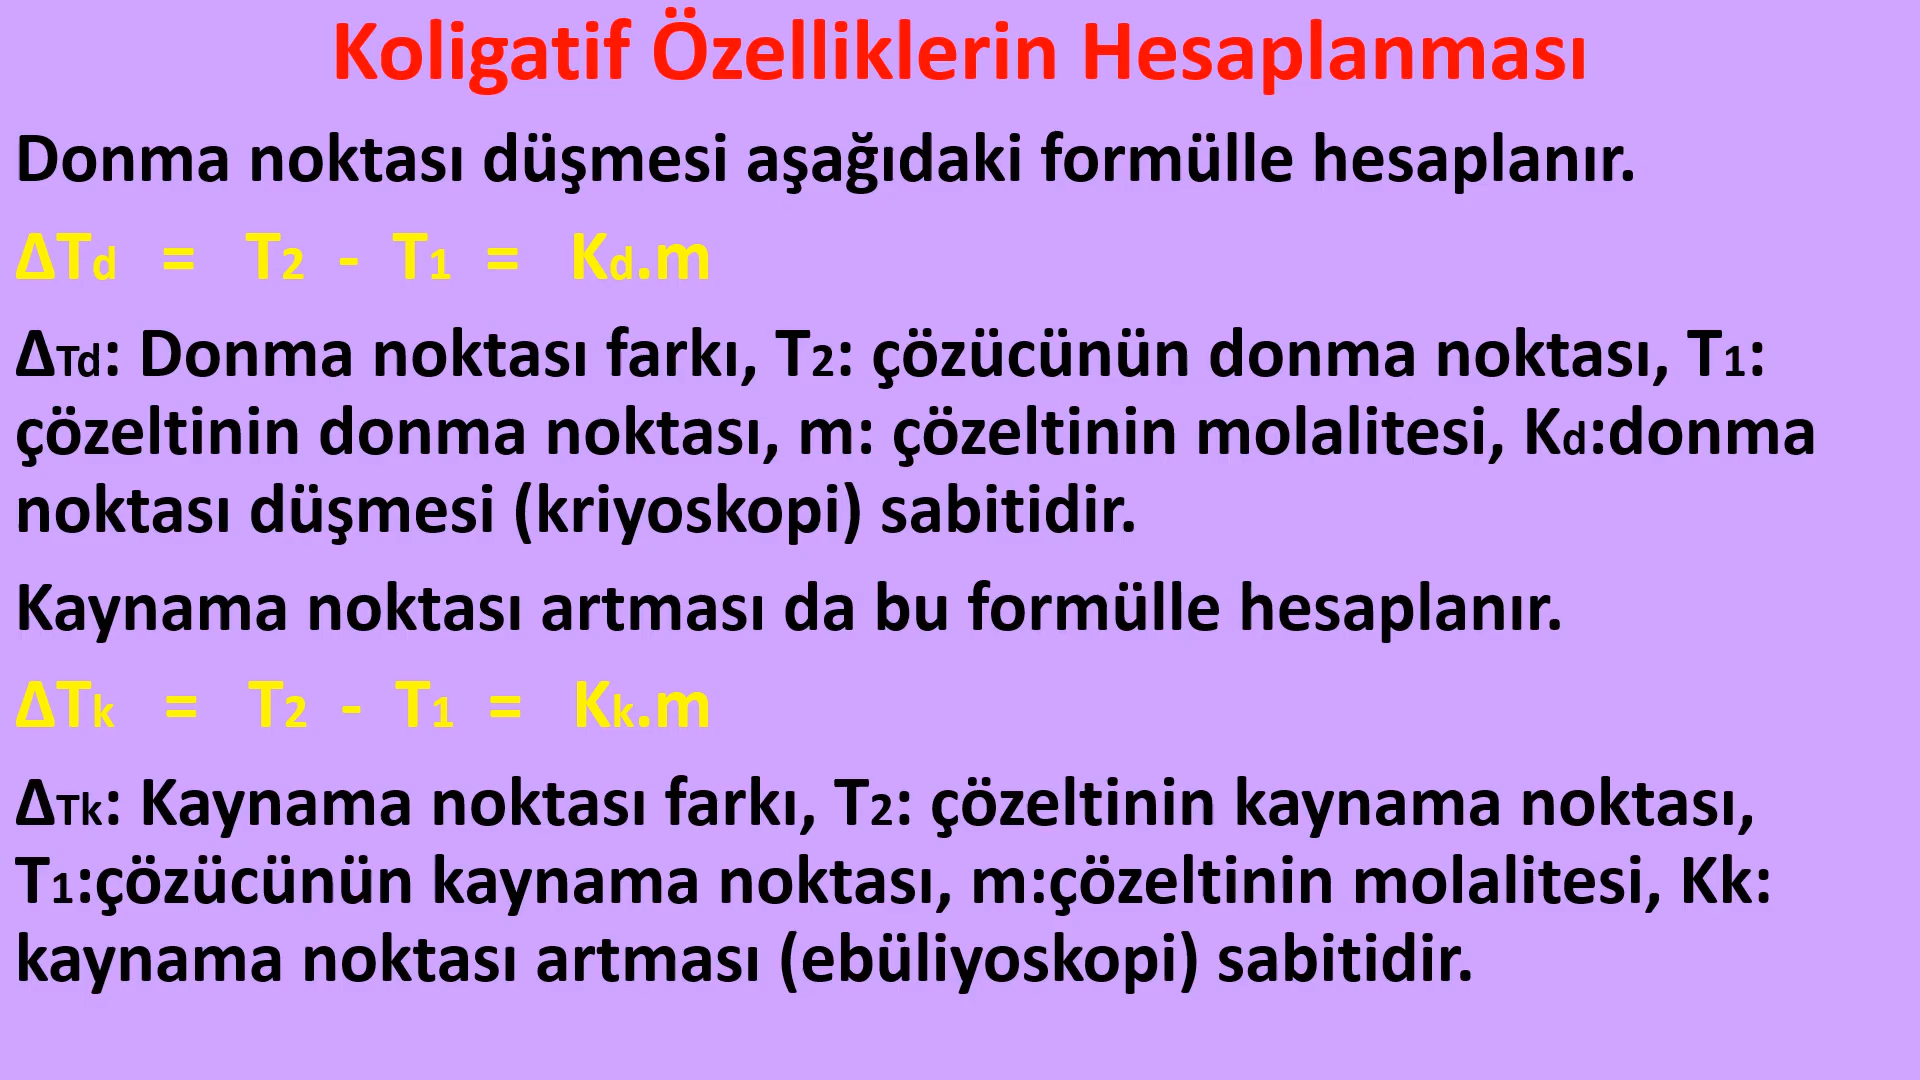 Koligatif Özelliklerin Hesaplanması
Donma noktası düşmesi aşağıdaki formülle hesaplanır.
ΔTd = T2 - T1 = Kd.m
ΔTd: Donma noktası farkı, T2: çözücünün donma noktası, T1:
çözeltinin donma noktası, m: çözeltinin molalitesi, Kd:donma
noktası düşmesi (kriyoskopi) sabitidir.
Kaynama noktası artması da bu formülle hesaplanır.
ΔTk = T2 - T1 = Kk.m
ΔTk: Kaynama noktası farkı, T2: çözeltinin kaynama noktası,
T1:çözücünün kaynama noktası, m:çözeltinin molalitesi, Kk:
kaynama noktası artması (ebüliyoskopi) sabitidir.